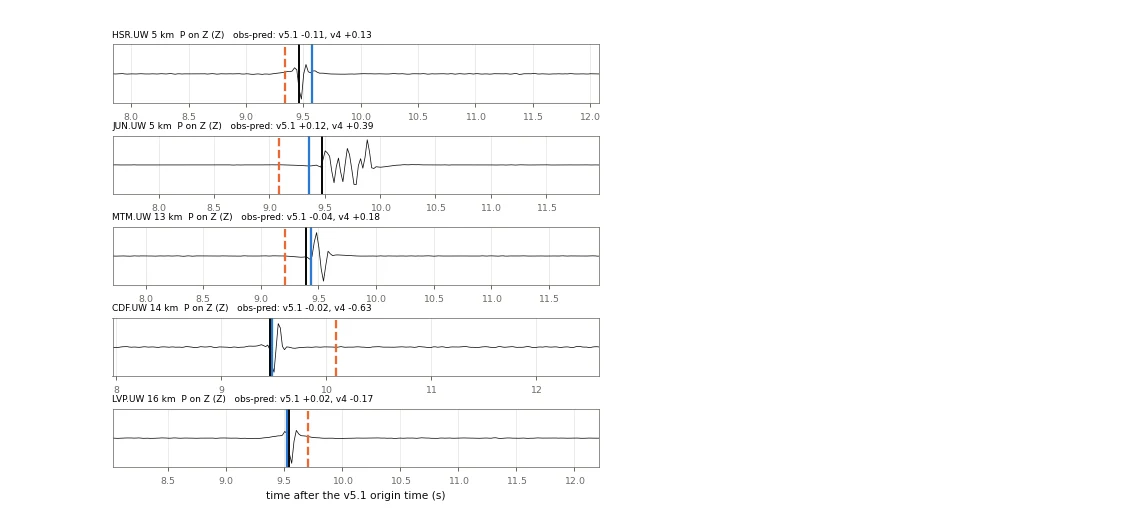 HSR.UW 5 km  P on Z (Z)   obs-pred: v5.1 -0.11, v4 +0.13
8.0 8.5 9.0 9.5 10.0 10.5 11.0 11.5 12.0
JUN.UW 5 km  P on Z (Z)   obs-pred: v5.1 +0.12, v4 +0.39
8.0 8.5 9.0 9.5 10.0 10.5 11.0 11.5
MTM.UW 13 km  P on Z (Z)   obs-pred: v5.1 -0.04, v4 +0.18
8.0 8.5 9.0 9.5 10.0 10.5 11.0 11.5
CDF.UW 14 km  P on Z (Z)   obs-pred: v5.1 -0.02, v4 -0.63
8 9 10 11 12
LVP.UW 16 km  P on Z (Z)   obs-pred: v5.1 +0.02, v4 -0.17
8.5 9.0 9.5 10.0 10.5 11.0 11.5 12.0
time after the v5.1 origin time (s)